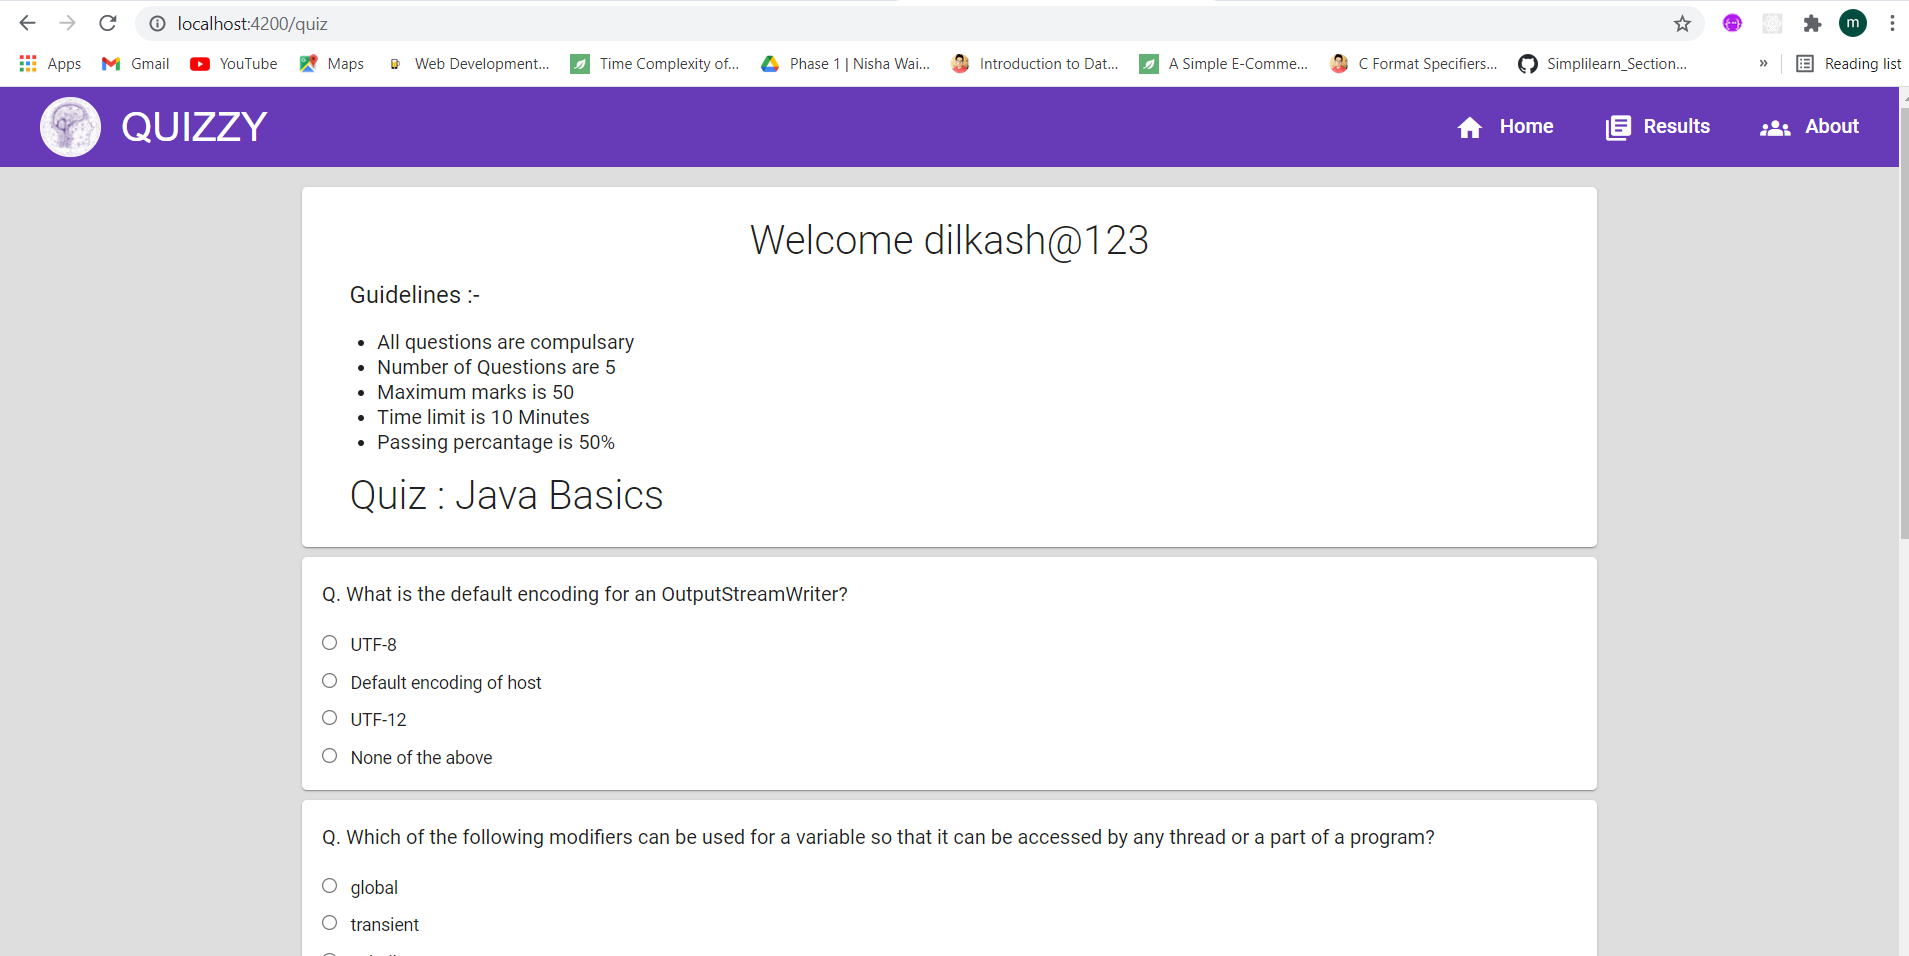 localhost:4200/quiz
m
Apps Gmail YouTube Maps Web Development... Time Complexity of... Phase 1 | Nisha Wai... Introduction to Dat... A Simple E-Comme... C Format Specifiers... Simplilearn_Section... » Reading list
QUIZZY Home Results About
Welcome dilkash@123
Guidelines :-
• All questions are compulsary
• Number of Questions are 5
• Maximum marks is 50
• Time limit is 10 Minutes
• Passing percantage is 50%
Quiz : Java Basics
Q. What is the default encoding for an OutputStreamWriter?
UTF-8
Default encoding of host
UTF-12
None of the above
Q. Which of the following modifiers can be used for a variable so that it can be accessed by any thread or a part of a program?
global
transient